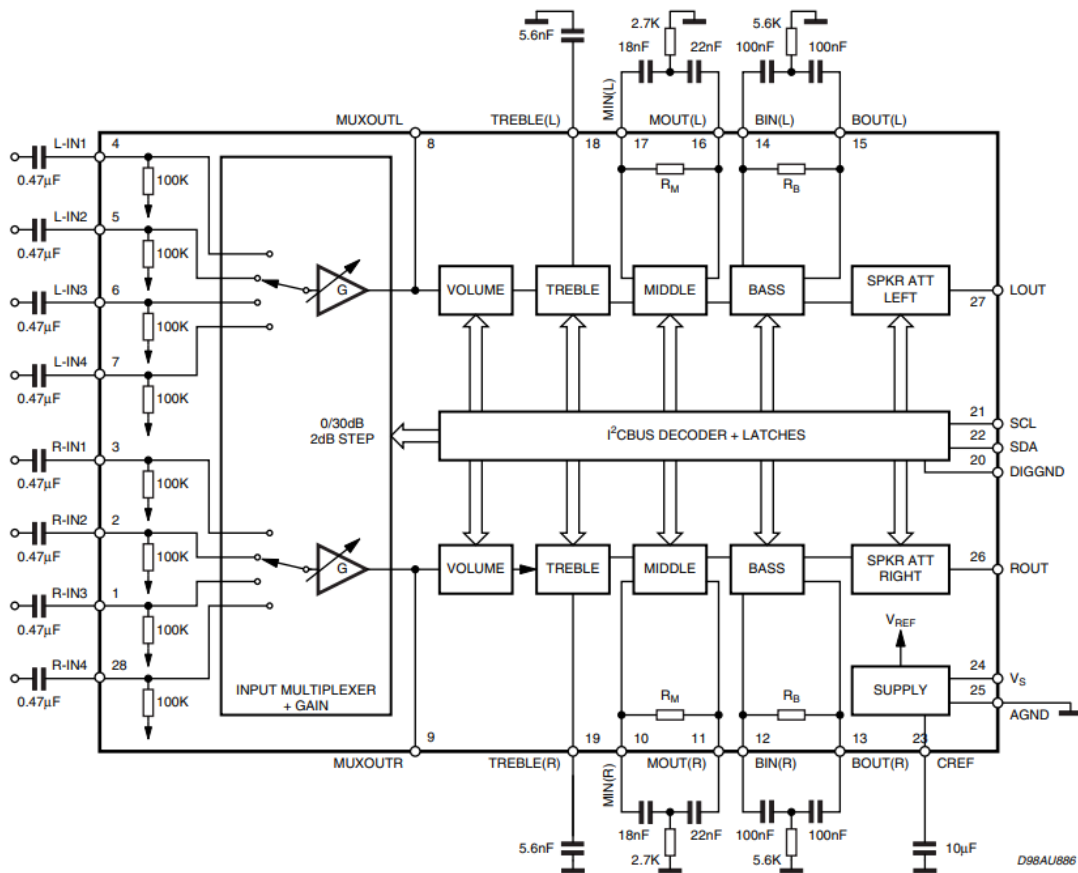 2.7K 5.6K
5.6nF 18nF 22nF 100nF 100nF
MUXOUTL TREBLE(L) MIN(L) MOUT(L) BIN(L) BOUT(L)
8 18 17 16 14 15
L-IN1 4
0.47µF 100K
RM RB
L-IN2 5
0.47µF 100K
L-IN3 6
G VOLUME TREBLE MIDDLE BASS SPKR ATT LEFT 27 LOUT
0.47µF 100K
L-IN4 7
0.47µF 100K
0/30dB
2dB STEP
I²CBUS DECODER + LATCHES
21 SCL
22 SDA
20 DIGGND
R-IN1 3
0.47µF 100K
R-IN2 2
0.47µF 100K
G VOLUME TREBLE MIDDLE BASS SPKR ATT RIGHT 26 ROUT
R-IN3 1
0.47µF 100K
VREF
R-IN4 28
0.47µF 100K
INPUT MULTIPLEXER
+ GAIN
RM RB
SUPPLY
24 VS
25 AGND
9 19 10 11 12 13 23
MUXOUTR TREBLE(R) MIN(R) MOUT(R) BIN(R) BOUT(R) CREF
18nF 22nF 100nF 100nF
5.6nF 2.7K 5.6K 10µF
D98AU886